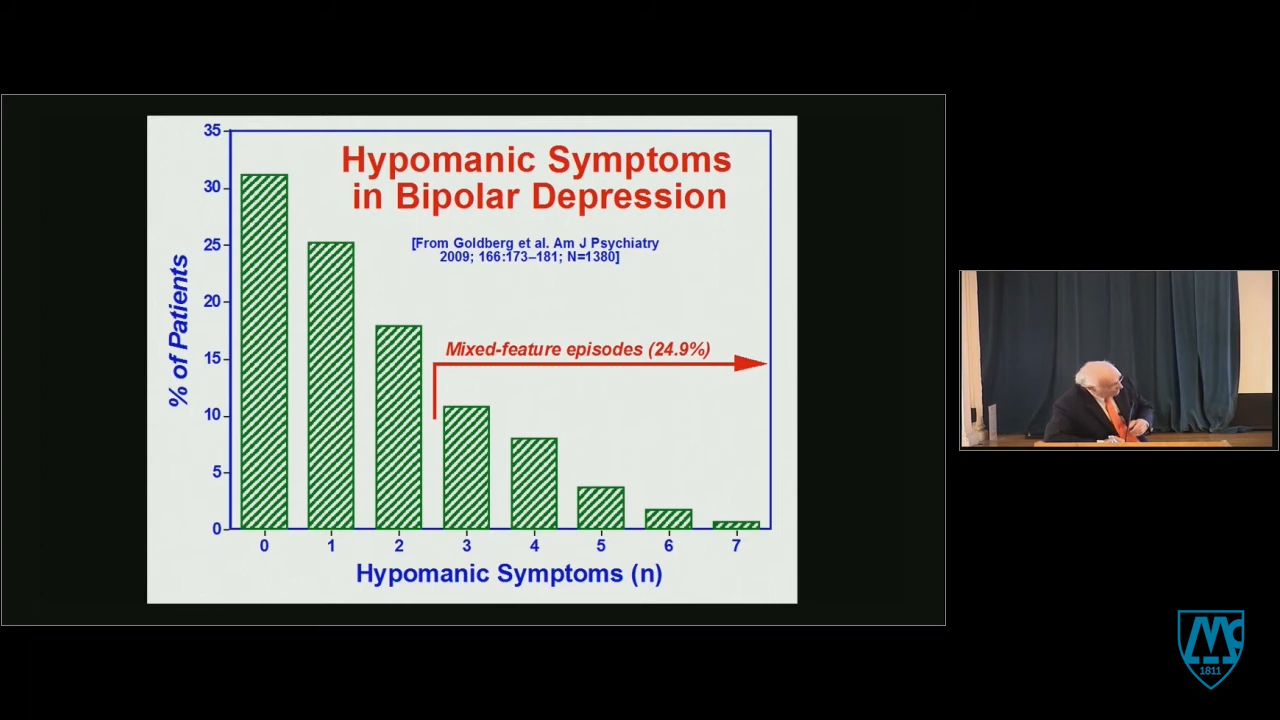 Hypomanic Symptoms
in Bipolar Depression
[From Goldberg et al. Am J Psychiatry
2009; 166:173–181; N=1380]
Mixed-feature episodes (24.9%)
% of Patients
35
30
25
20
15
10
5
0
0 1 2 3 4 5 6 7
Hypomanic Symptoms (n)
Mc
1811